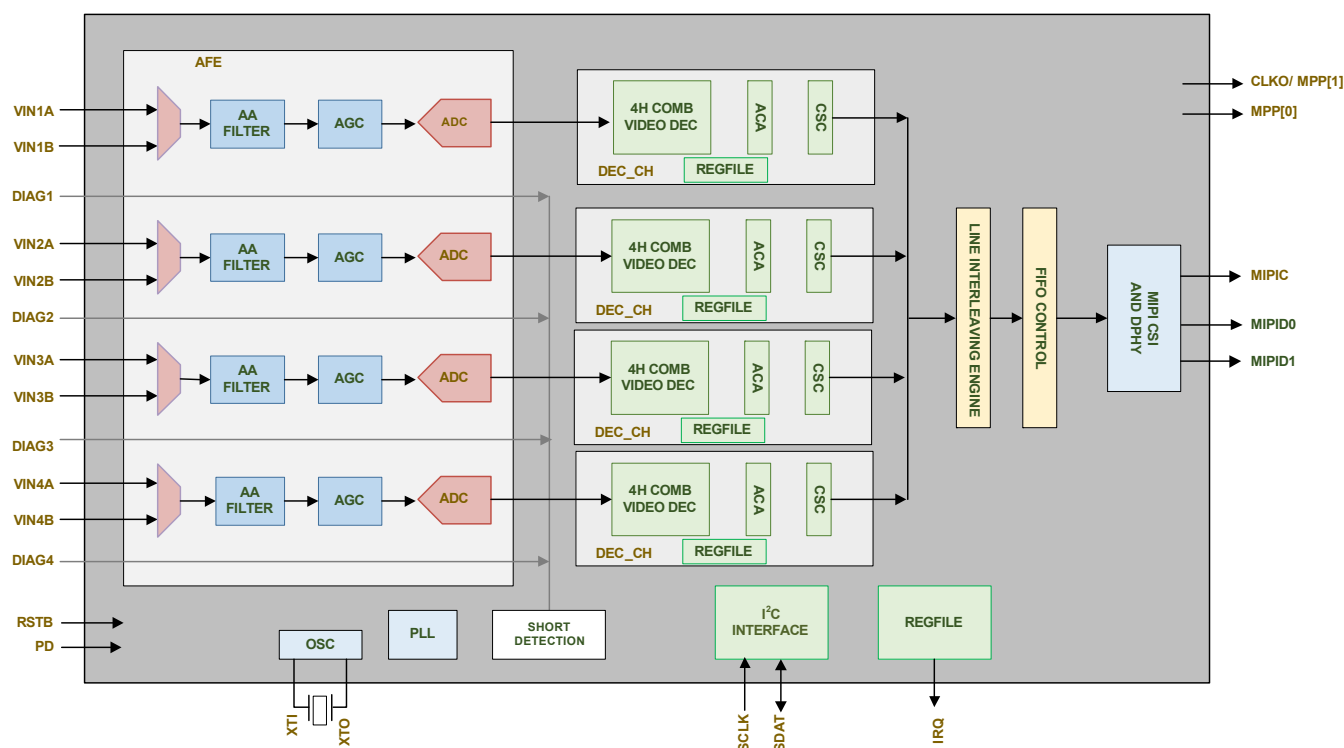 AFE
CLKO/ MPP[1]
MPP[0]
VIN1A
VIN1B
AA
FILTER
AGC
ADC
4H COMB
VIDEO DEC
ACA
CSC
DEC_CH
REGFILE
DIAG1
VIN2A
VIN2B
AA
FILTER
AGC
ADC
4H COMB
VIDEO DEC
ACA
CSC
DEC_CH
REGFILE
DIAG2
VIN3A
VIN3B
AA
FILTER
AGC
ADC
4H COMB
VIDEO DEC
ACA
CSC
DEC_CH
REGFILE
DIAG3
VIN4A
VIN4B
AA
FILTER
AGC
ADC
4H COMB
VIDEO DEC
ACA
CSC
DEC_CH
REGFILE
DIAG4
LINE INTERLEAVING ENGINE
FIFO CONTROL
MIPI CSI
AND DPHY
MIPIC
MIPID0
MIPID1
RSTB
PD
OSC
PLL
SHORT
DETECTION
I²C
INTERFACE
REGFILE
XTI
XTO
SCLK
SDAT
IRQ